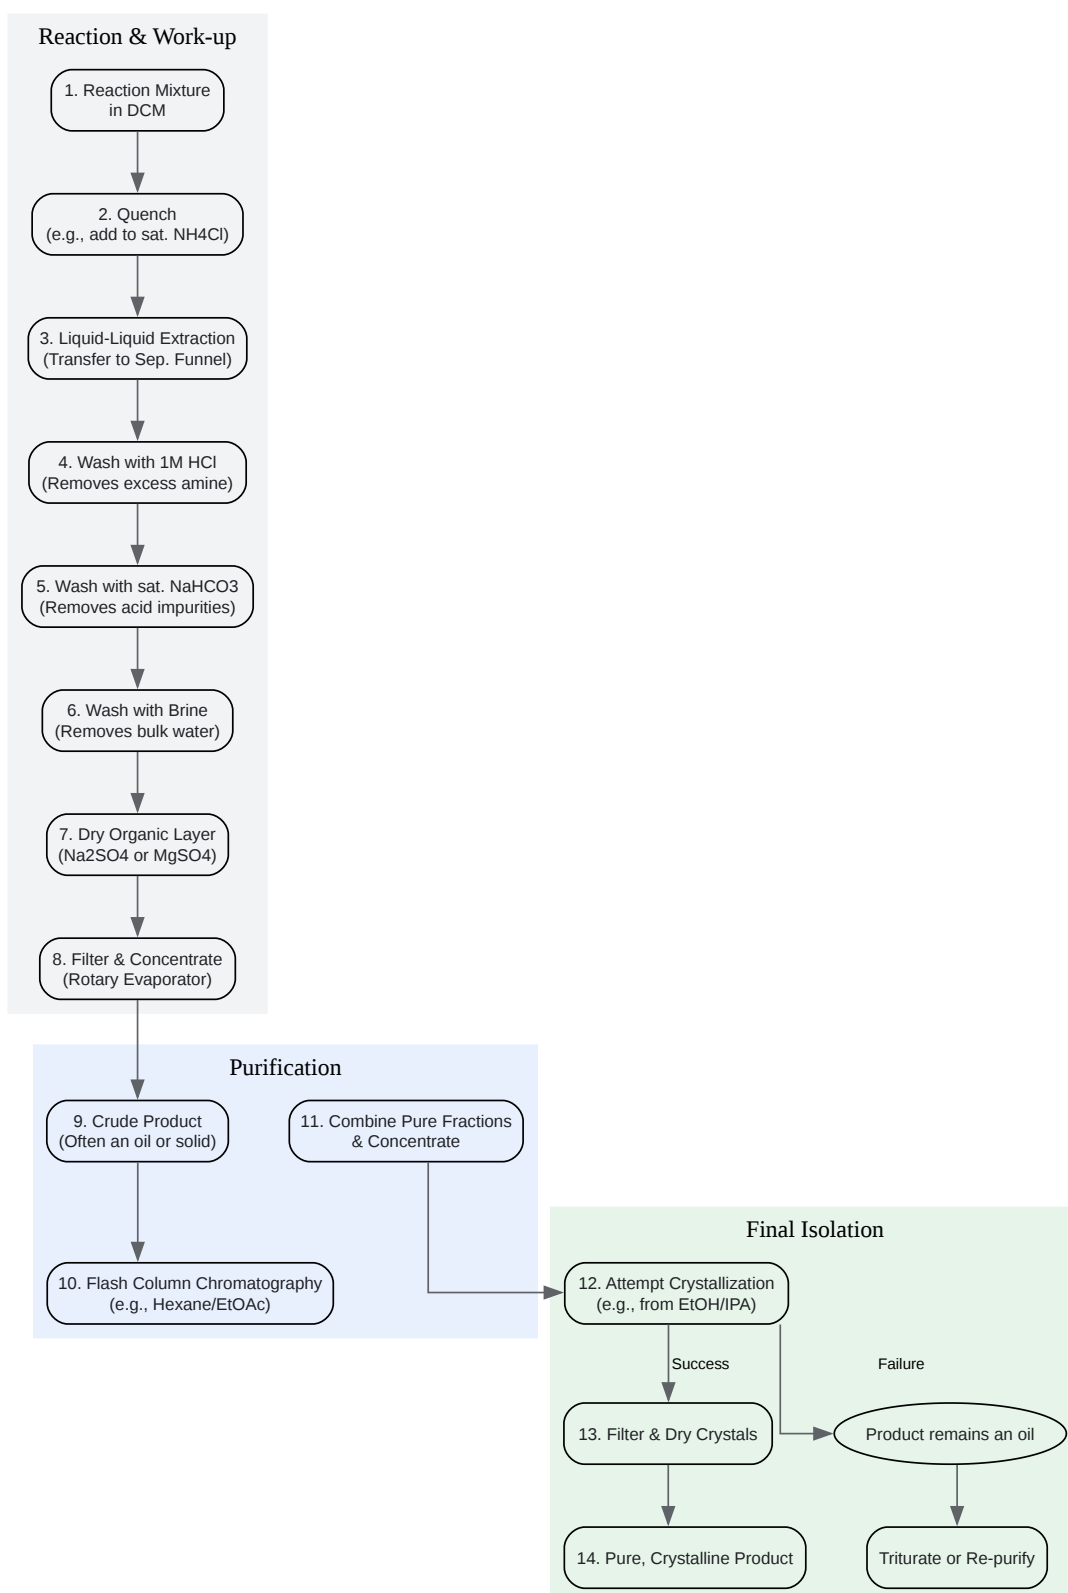 Reaction & Work-up
1. Reaction Mixture
in DCM
2. Quench
(e.g., add to sat. NH4Cl)
3. Liquid-Liquid Extraction
(Transfer to Sep. Funnel)
4. Wash with 1M HCl
(Removes excess amine)
5. Wash with sat. NaHCO3
(Removes acid impurities)
6. Wash with Brine
(Removes bulk water)
7. Dry Organic Layer
(Na2SO4 or MgSO4)
8. Filter & Concentrate
(Rotary Evaporator)
Purification
9. Crude Product
(Often an oil or solid)
10. Flash Column Chromatography
(e.g., Hexane/EtOAc)
11. Combine Pure Fractions
& Concentrate
Final Isolation
12. Attempt Crystallization
(e.g., from EtOH/IPA)
Success
Failure
13. Filter & Dry Crystals
Product remains an oil
14. Pure, Crystalline Product
Triturate or Re-purify